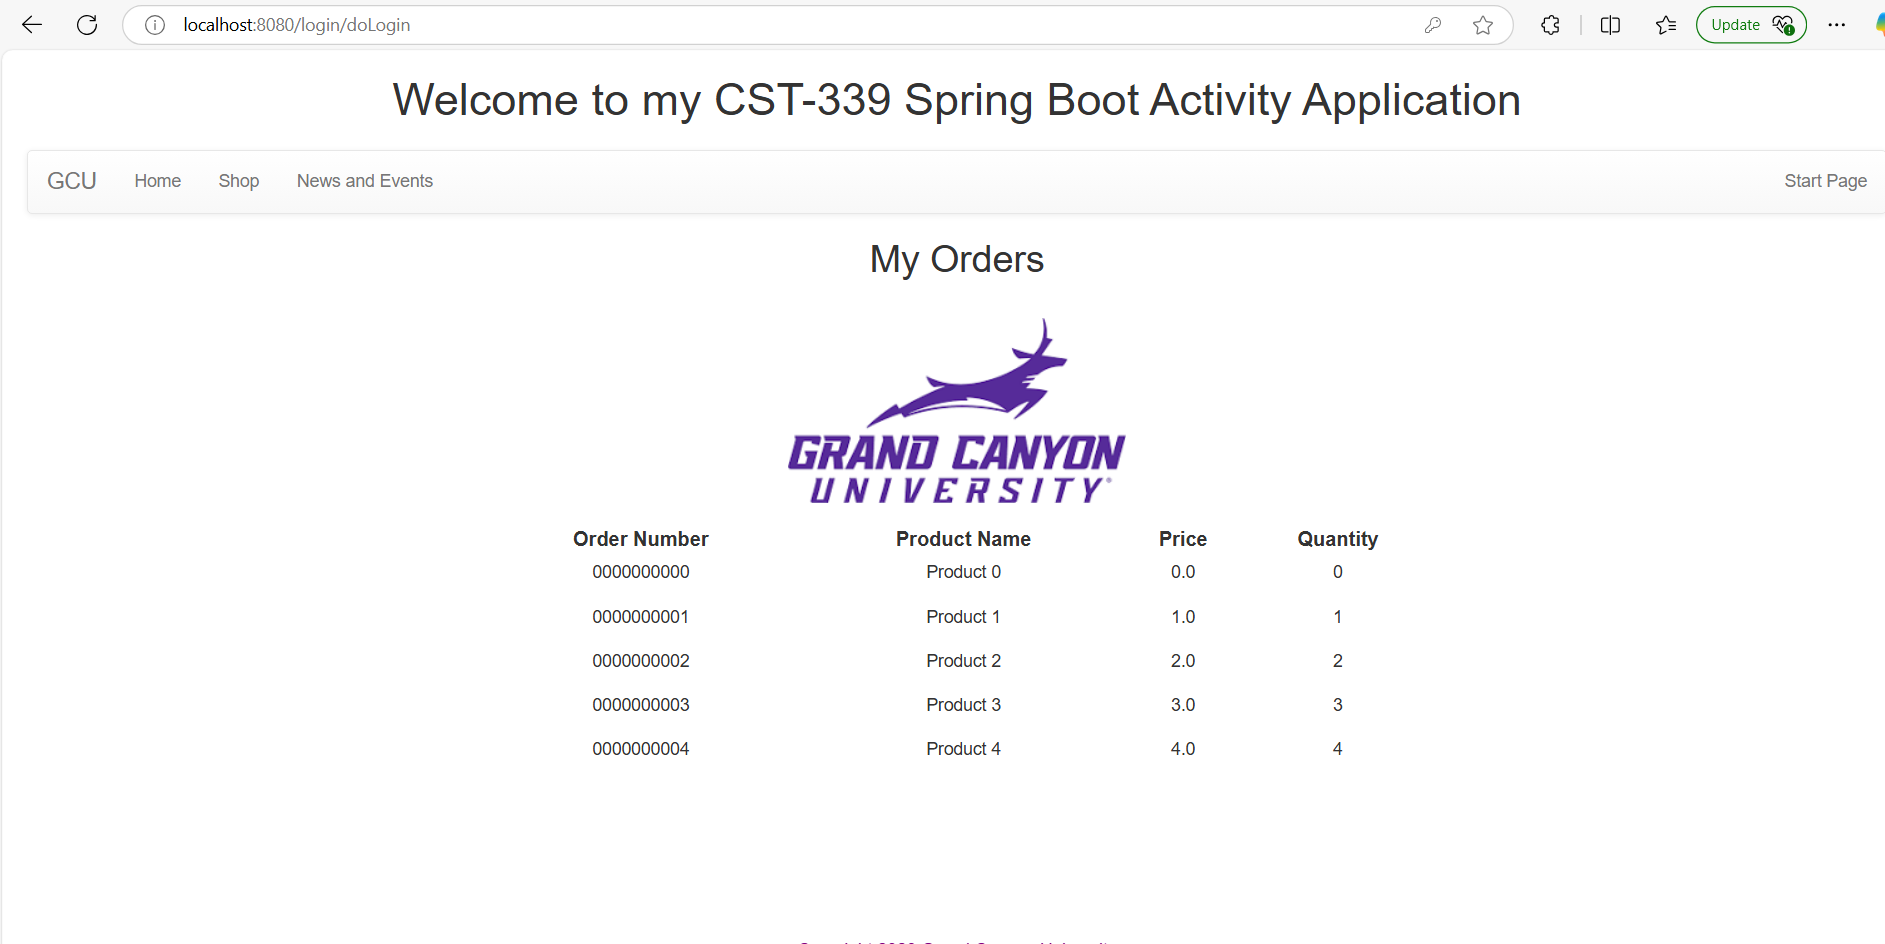 localhost:8080/login/doLogin
Update
Welcome to my CST-339 Spring Boot Activity Application
GCU Home Shop News and Events Start Page
My Orders
GRAND CANYON
UNIVERSITY
Order Number Product Name Price Quantity
0000000000 Product 0 0.0 0
0000000001 Product 1 1.0 1
0000000002 Product 2 2.0 2
0000000003 Product 3 3.0 3
0000000004 Product 4 4.0 4